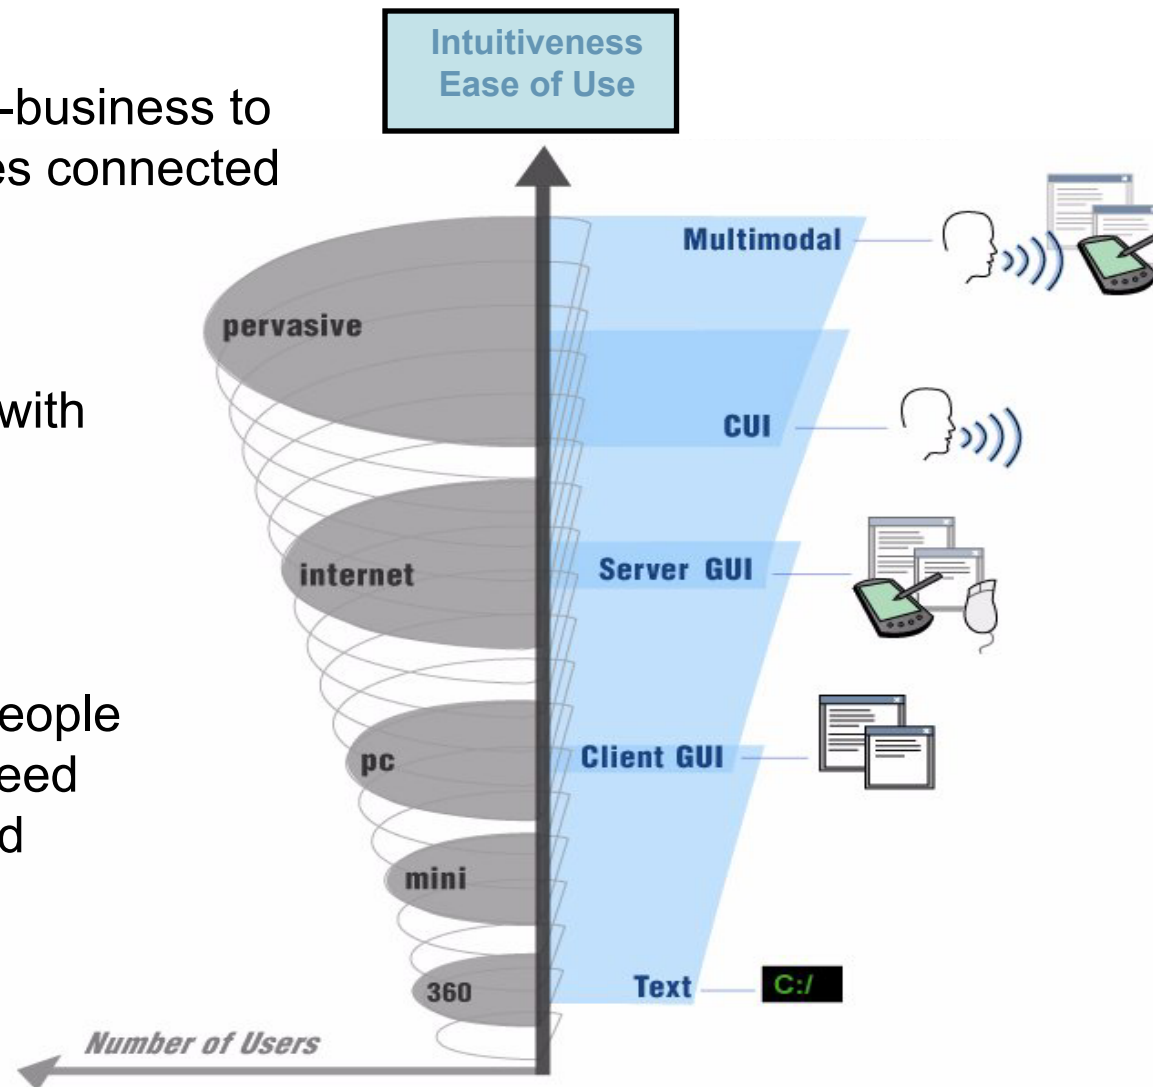 Intuitiveness
Ease of Use
-business to
es connected
with
eople
eed
d
pervasive
internet
pc
mini
360
Number of Users
Multimodal
CUI
Server GUI
Client GUI
Text
C:/